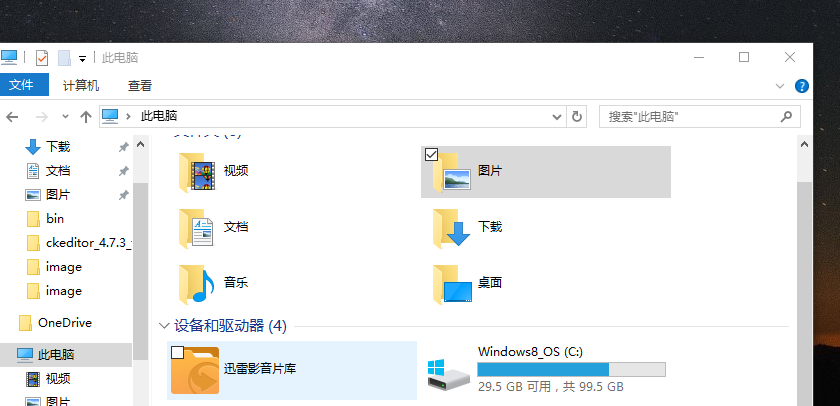 此电脑
文件 计算机 查看
此电脑 搜索"此电脑"
下载
文档
图片
bin
ckeditor_4.7.3_
image
image
OneDrive
此电脑
视频
图片
视频 图片
文档 下载
音乐 桌面
设备和驱动器 (4)
迅雷影音片库
Windows8_OS (C:)
29.5 GB 可用，共 99.5 GB